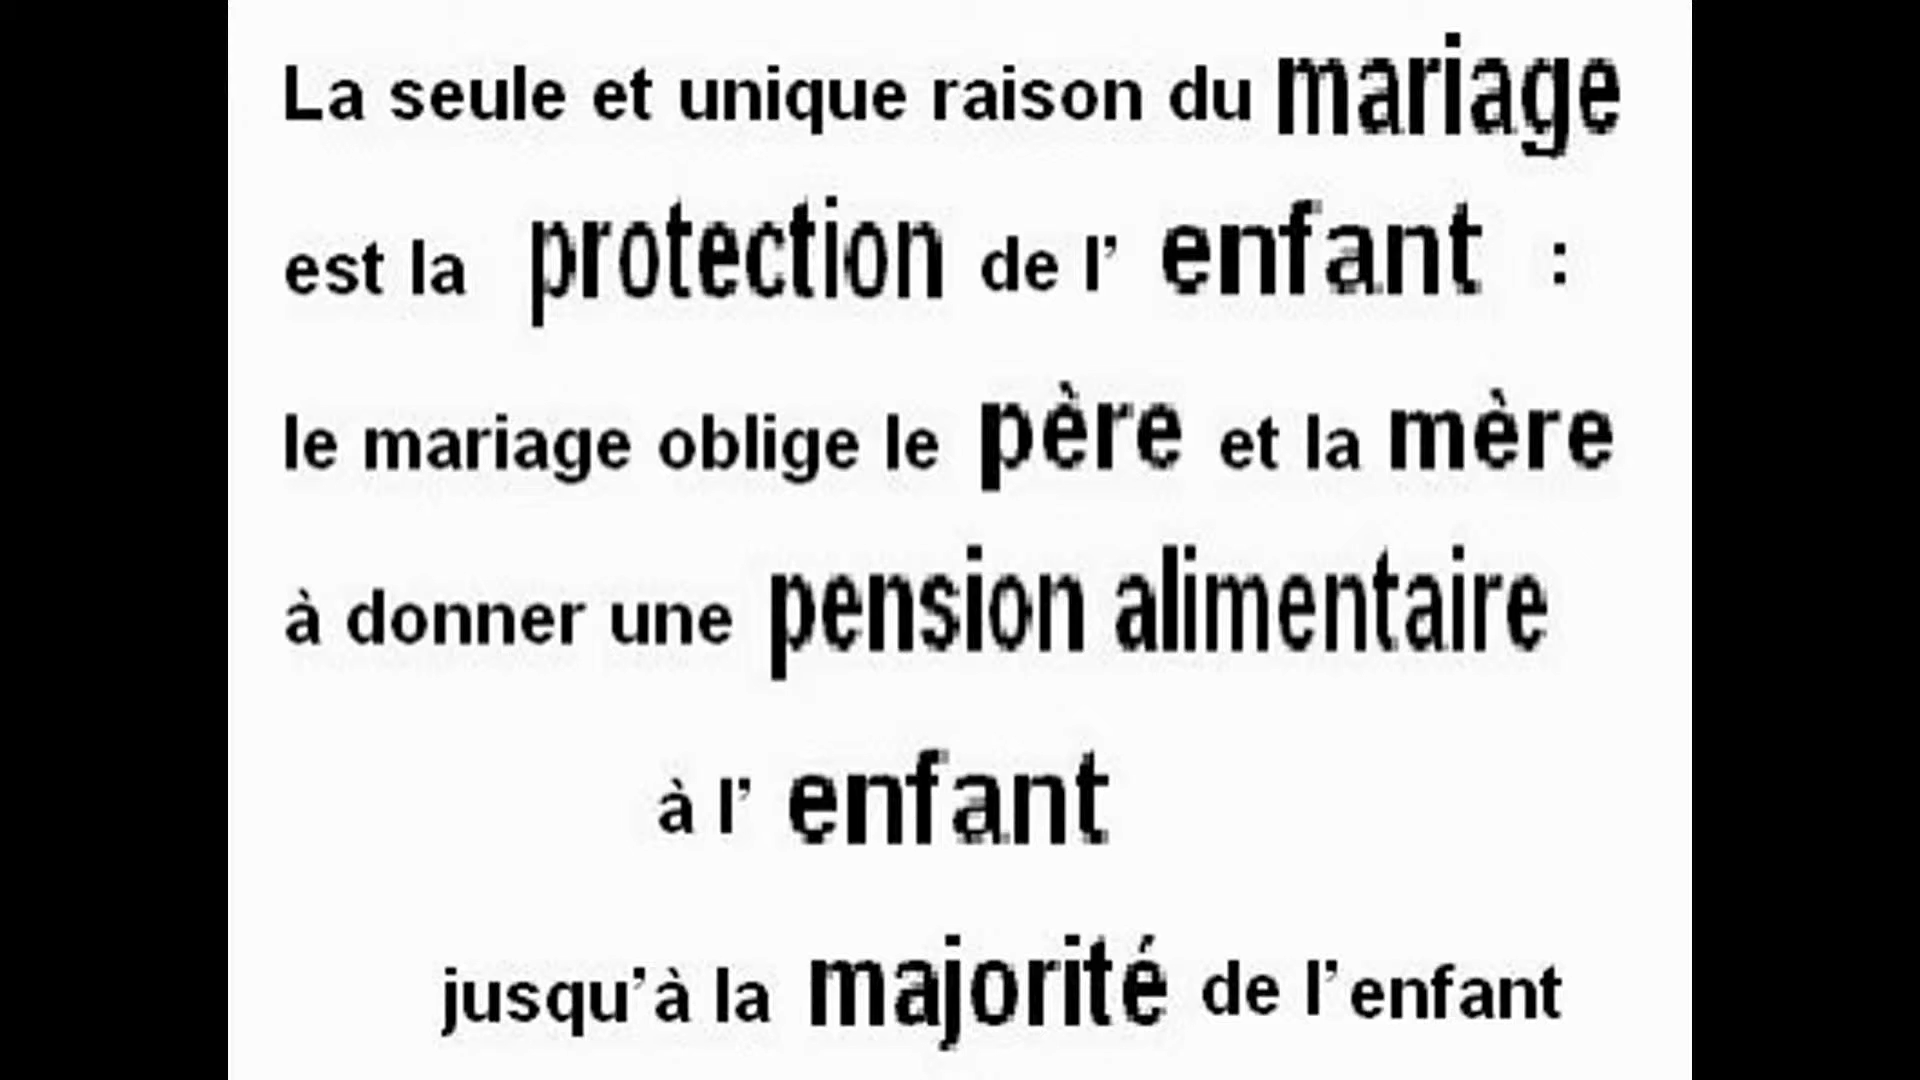 La seule et unique raison du mariage
est la protection de l’ enfant :
le mariage oblige le père et la mère
à donner une pension alimentaire
à l’ enfant
jusqu’à la majorité de l’enfant